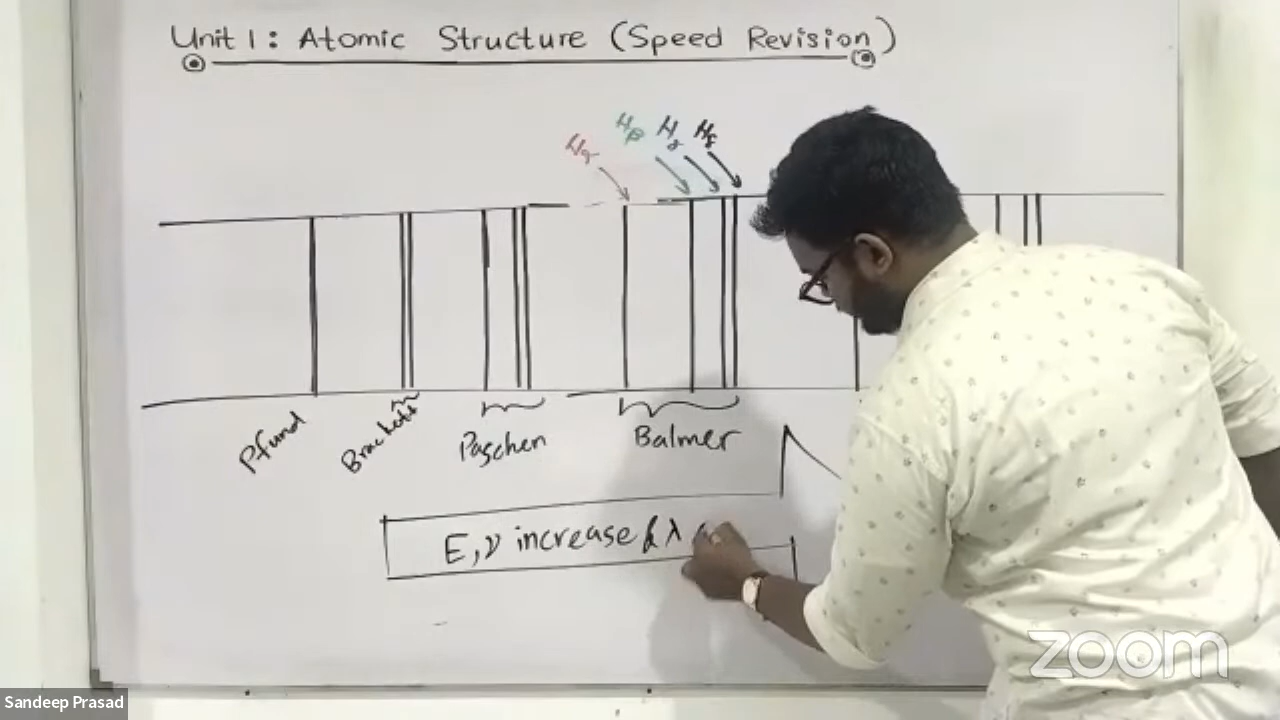 Unit 1: Atomic Structure (Speed Revision)
Hα Hβ Hγ Hδ
Pfund Brackett Paschen Balmer
E, ν increase & λ
zoom
Sandeep Prasad